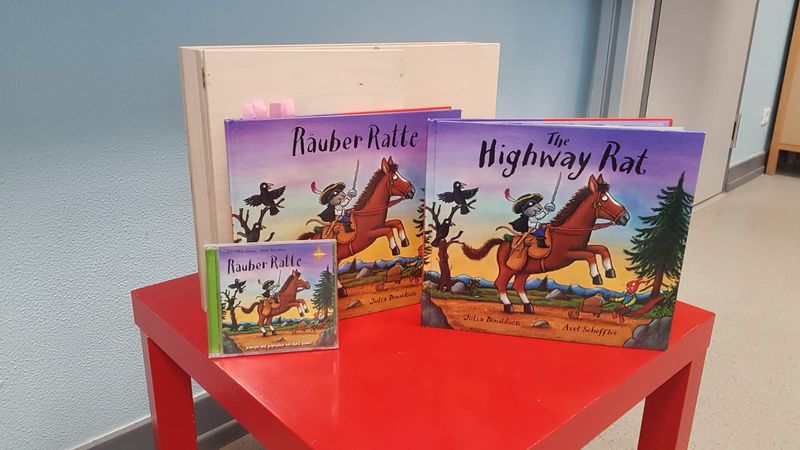 Räuber Ratte
Julia Donaldson
The
Highway Rat
Julia Donaldson
Axel Scheffler
Räuber Ratte